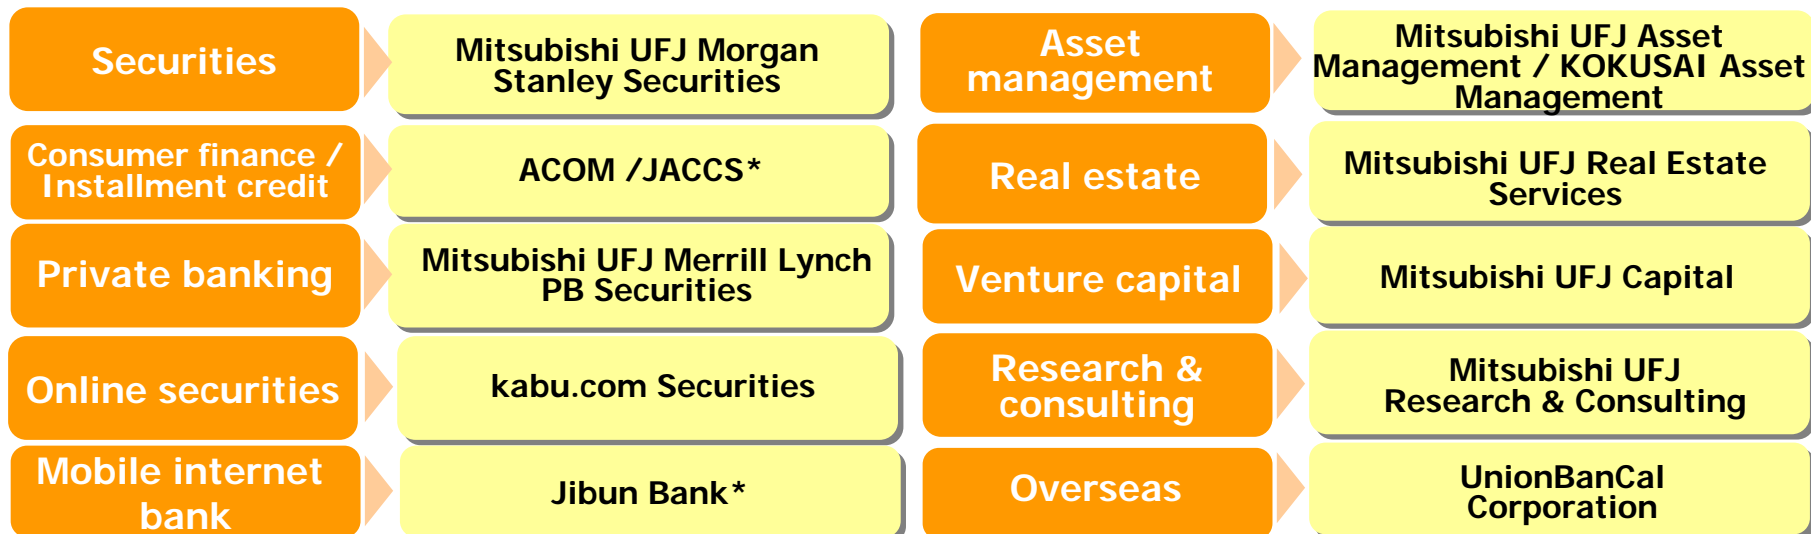 Securities
Mitsubishi UFJ Morgan
Stanley Securities
Consumer finance /
Installment credit
ACOM /JACCS*
Private banking
Mitsubishi UFJ Merrill Lynch
PB Securities
Online securities
kabu.com Securities
Mobile internet
bank
Jibun Bank*
Asset
management
Mitsubishi UFJ Asset
Management / KOKUSAI Asset
Management
Real estate
Mitsubishi UFJ Real Estate
Services
Venture capital
Mitsubishi UFJ Capital
Research &
consulting
Mitsubishi UFJ
Research & Consulting
Overseas
UnionBanCal
Corporation